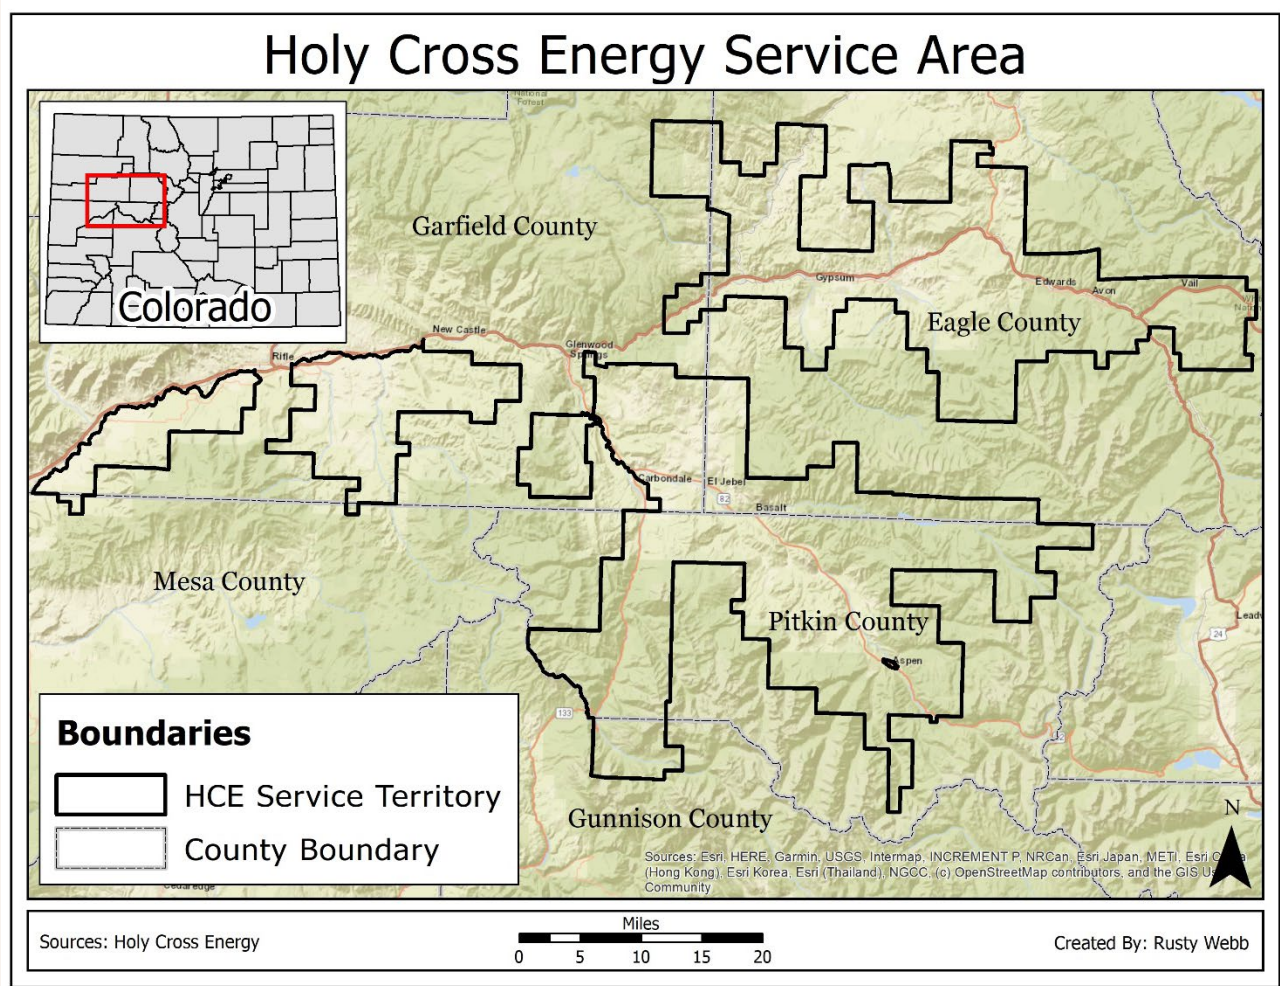 Holy Cross Energy Service Area
National
Forest
Colorado
Garfield County
Gypsum
Edwards
Avon
Vail
Eagle County
New Castle
Glenwood
Springs
Rifle
Carbondale
El Jebel
82
Basalt
Mesa County
Pitkin County
Aspen
24
133
Boundaries
HCE Service Territory
County Boundary
Gunnison County
N
Cedaredge
Sources: Esri, HERE, Garmin, USGS, Intermap, INCREMENT P, NRCan, Esri Japan, METI, Esri
(Hong Kong), Esri Korea, Esri (Thailand), NGCC, (c) OpenStreetMap contributors, and the GIS
Community
Sources: Holy Cross Energy
Miles
0 5 10 15 20
Created By: Rusty Webb